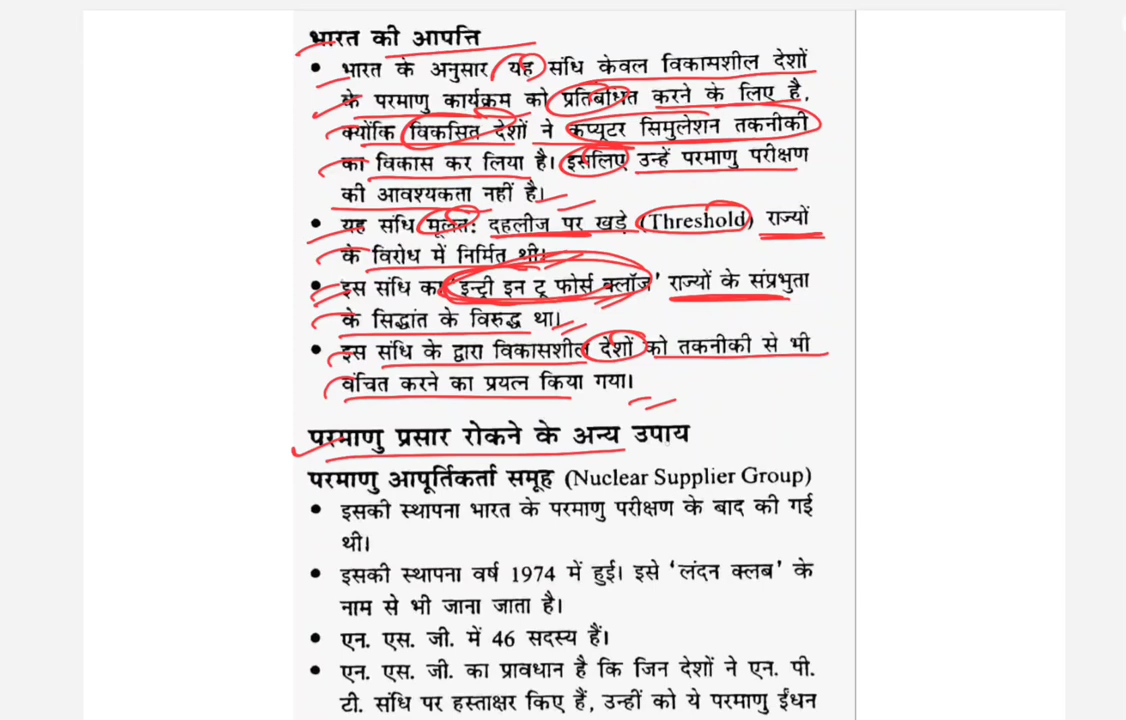 भारत की आपत्ति
• भारत के अनुसार यह संधि केवल विकामशील देशों
के परमाणु कार्यक्रम को प्रतिबंधित करने के लिए है,
क्योंकि विकसित देशों ने कंप्यूटर सिमुलेशन तकनीकी
का विकास कर लिया है। इसलिए उन्हें परमाणु परीक्षण
की आवश्यकता नहीं है।
• यह संधि मूलतः दहलीज पर खड़े (Threshold) राज्यों
के विरोध में निर्मित थी।
• इस संधि का 'इन्ट्री इन टू फोर्स क्लॉज' राज्यों के संप्रभुता
के सिद्धांत के विरुद्ध था।
• इस संधि के द्वारा विकासशील देशों को तकनीकी से भी
वंचित करने का प्रयत्न किया गया।
परमाणु प्रसार रोकने के अन्य उपाय
परमाणु आपूर्तिकर्ता समूह (Nuclear Supplier Group)
• इसकी स्थापना भारत के परमाणु परीक्षण के बाद की गई
थी।
• इसकी स्थापना वर्ष 1974 में हुई। इसे 'लंदन क्लब' के
नाम से भी जाना जाता है।
• एन. एस. जी. में 46 सदस्य हैं।
• एन. एस. जी. का प्रावधान है कि जिन देशों ने एन. पी.
टी. संधि पर हस्ताक्षर किए हैं, उन्हीं को ये परमाणु ईंधन